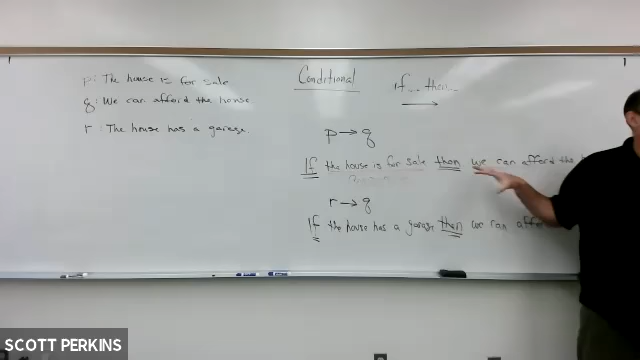 p: The house is for sale
q: We can afford the house.
r: The house has a garage.
Conditional
if... then...
→
p → q
If the house is for sale then we can afford the
r → q
If the house has a garage then we can
SCOTT PERKINS